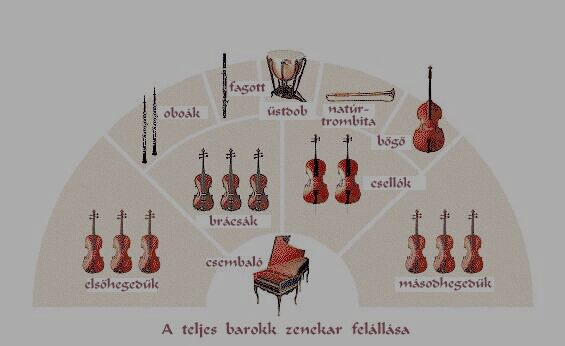 fagott
oboák
üstdob
natúr-
trombita
bőgő
csellók
brácsák
csembaló
elsőhegedűk
másodhegedűk
A teljes barokk zenekar felállása